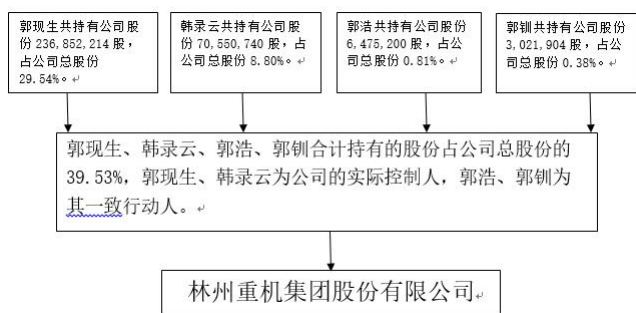 郭现生共持有公司股
份 236,852,214 股，
占公司总股份
29.54%。
韩录云共持有公司股
份 70,550,740 股，占
公司总股份 8.80%。
郭浩共持有公司股份
6,475,200 股，占公
司总股份 0.81%。
郭钏共持有公司股份
3,021,904 股，占公
司总股份 0.38%。
郭现生、韩录云、郭浩、郭钏合计持有的股份占公司总股份的
39.53%，郭现生、韩录云为公司的实际控制人，郭浩、郭钏为
其一致行动人。
林州重机集团股份有限公司